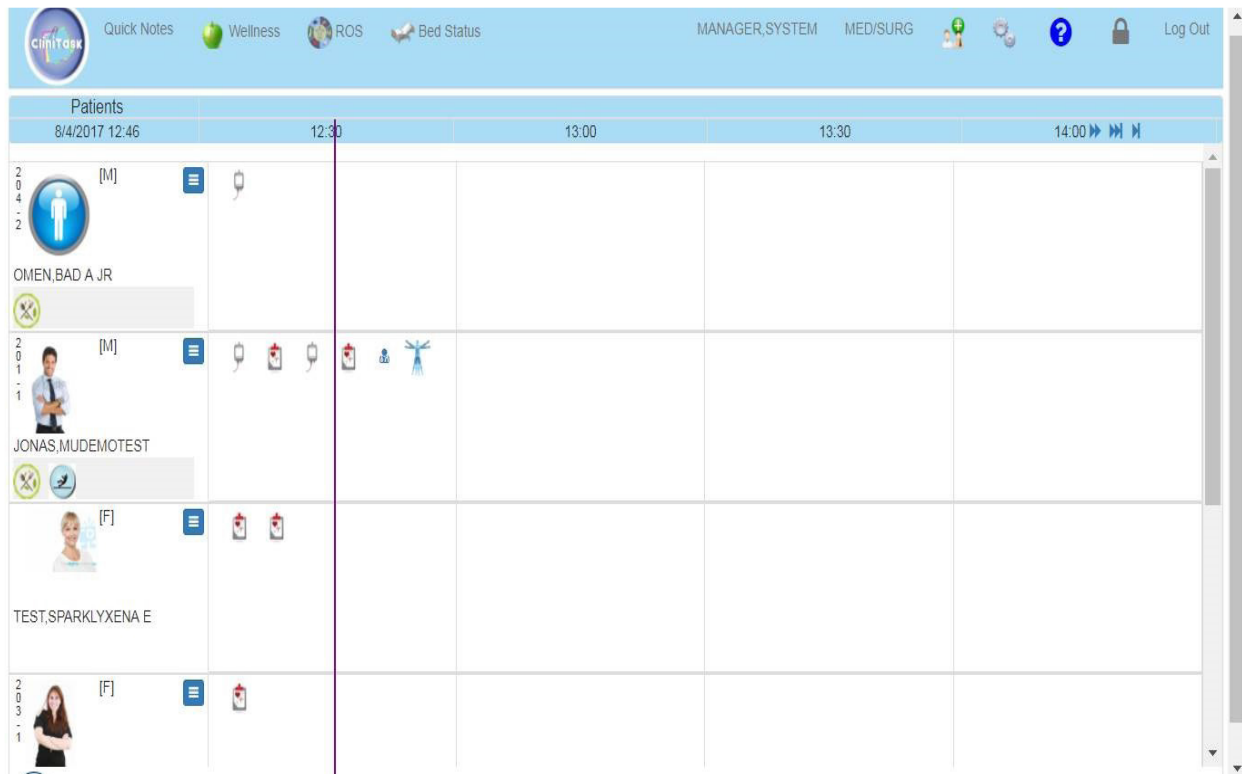 CliniTask
Quick Notes Wellness ROS Bed Status MANAGER,SYSTEM MED/SURG ? Log Out
Patients
8/4/2017 12:46 12:30 13:00 13:30 14:00
204-2 [M]
OMEN,BAD A JR
201-1 [M]
JONAS,MUDEMOTEST
[F]
TEST,SPARKLYXENA E
203-1 [F]